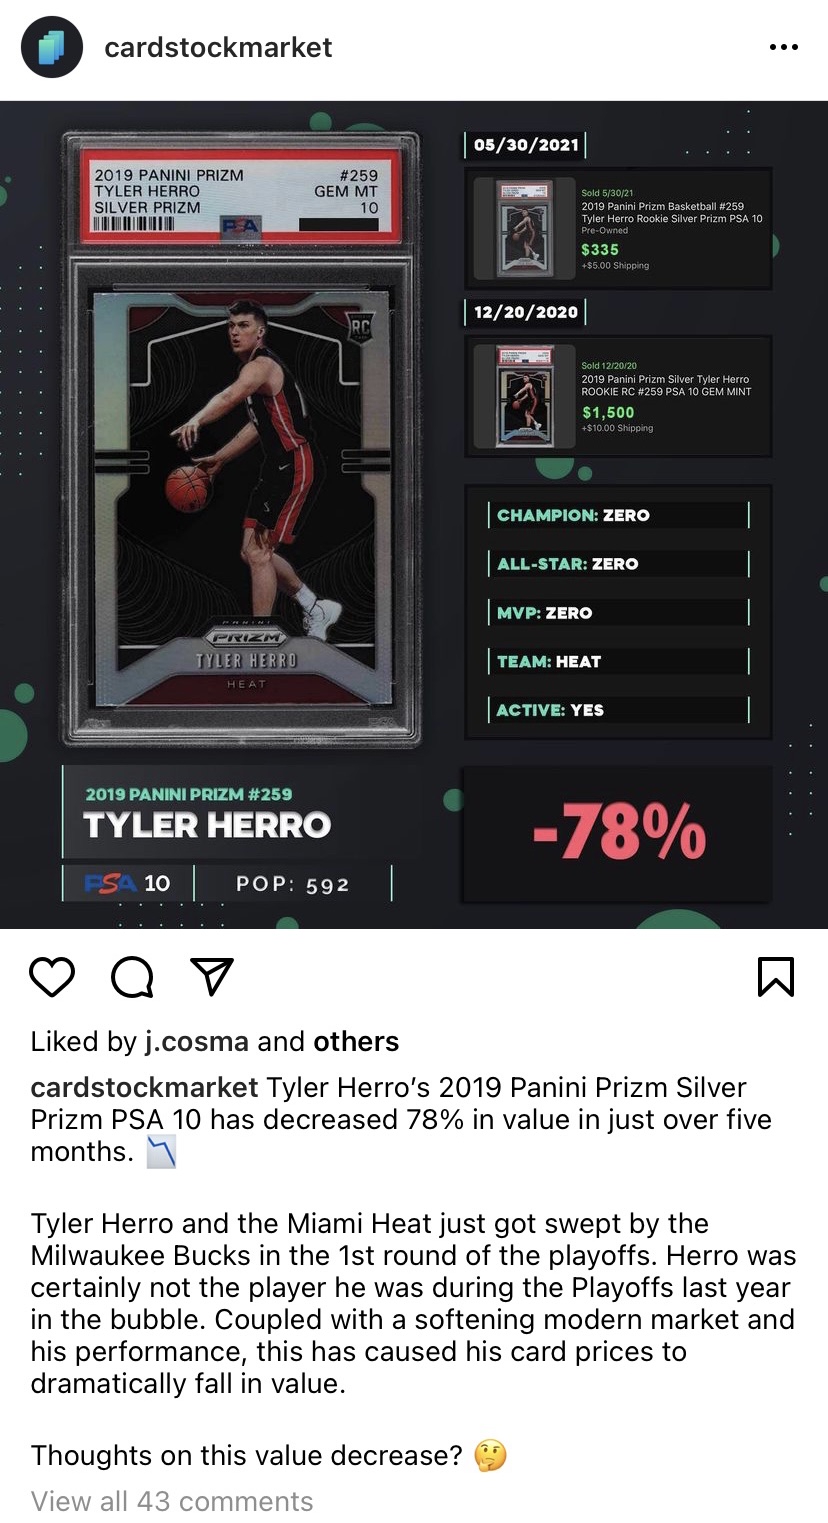 cardstockmarket
2019 PANINI PRIZM #259
TYLER HERRO GEM MT
SILVER PRIZM 10
PSA
RC
PANINI
PRIZM
TYLER HERRO
HEAT
05/30/2021
Sold 5/30/21
2019 Panini Prizm Basketball #259
Tyler Herro Rookie Silver Prizm PSA 10
Pre-Owned
$335
+$5.00 Shipping
12/20/2020
Sold 12/20/20
2019 Panini Prizm Silver Tyler Herro
ROOKIE RC #259 PSA 10 GEM MINT
$1,500
+$10.00 Shipping
CHAMPION: ZERO
ALL-STAR: ZERO
MVP: ZERO
TEAM: HEAT
ACTIVE: YES
2019 PANINI PRIZM #259
TYLER HERRO
PSA 10 POP: 592
-78%
Liked by j.cosma and others
cardstockmarket Tyler Herro’s 2019 Panini Prizm Silver
Prizm PSA 10 has decreased 78% in value in just over five
months. 📉
Tyler Herro and the Miami Heat just got swept by the
Milwaukee Bucks in the 1st round of the playoffs. Herro was
certainly not the player he was during the Playoffs last year
in the bubble. Coupled with a softening modern market and
his performance, this has caused his card prices to
dramatically fall in value.
Thoughts on this value decrease? 🤔
View all 43 comments